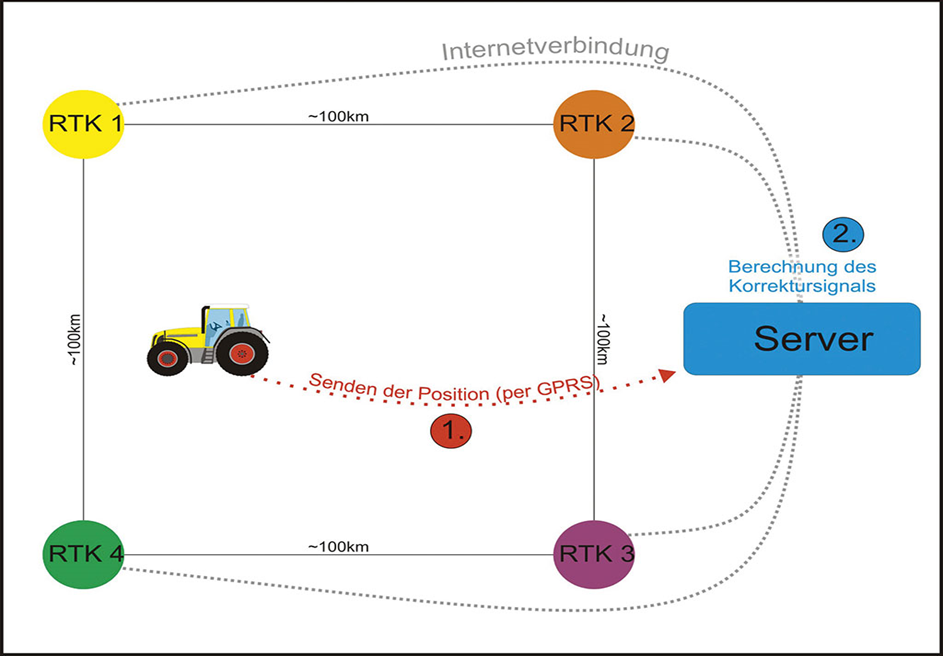 Internetverbindung
RTK 1
~100km
RTK 2
2.
Berechnung des
Korrektursignals
~100km
~100km
Server
Senden der Position (per GPRS)
1.
RTK 4
~100km
RTK 3